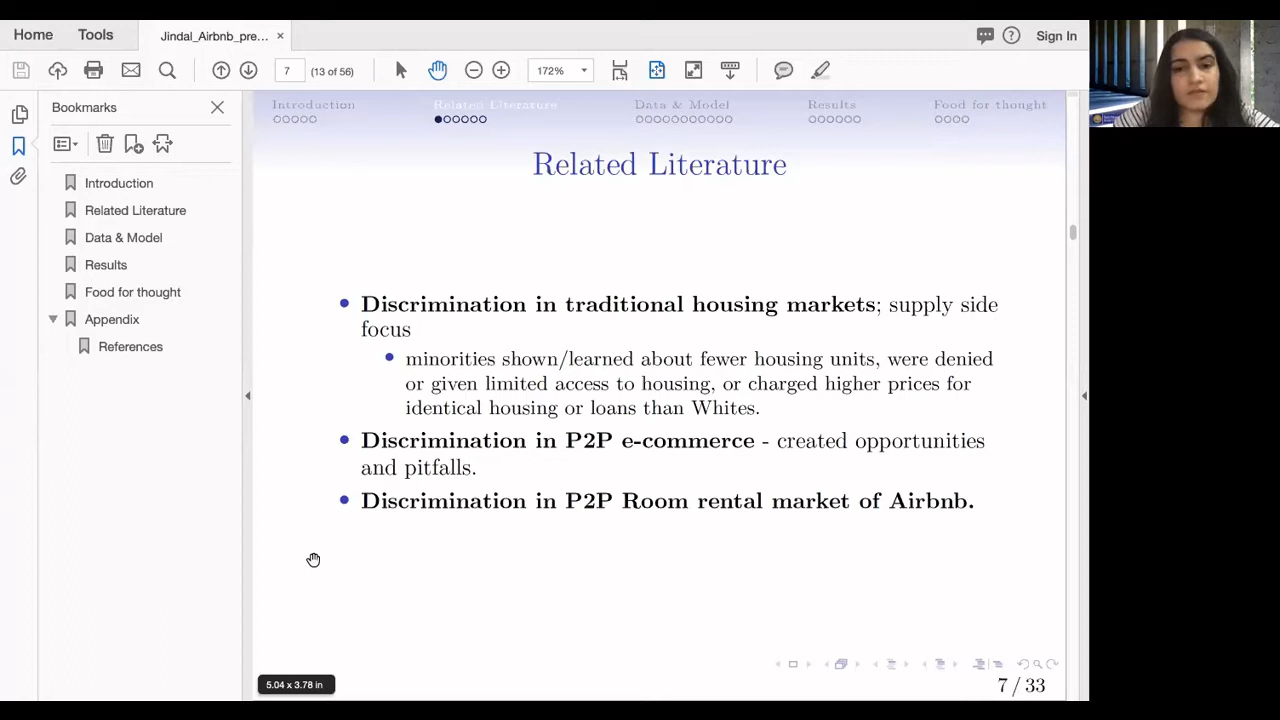 Home Tools Jindal_Airbnb_pre... × Sign In
7 (13 of 56) 172%
Bookmarks
Introduction
Related Literature
Data & Model
Results
Food for thought
Appendix
References
Introduction Related Literature Data & Model Results Food for thought
Related Literature
• Discrimination in traditional housing markets; supply side
focus
• minorities shown/learned about fewer housing units, were denied
or given limited access to housing, or charged higher prices for
identical housing or loans than Whites.
• Discrimination in P2P e-commerce - created opportunities
and pitfalls.
• Discrimination in P2P Room rental market of Airbnb.
5.04 x 3.78 in
7 / 33